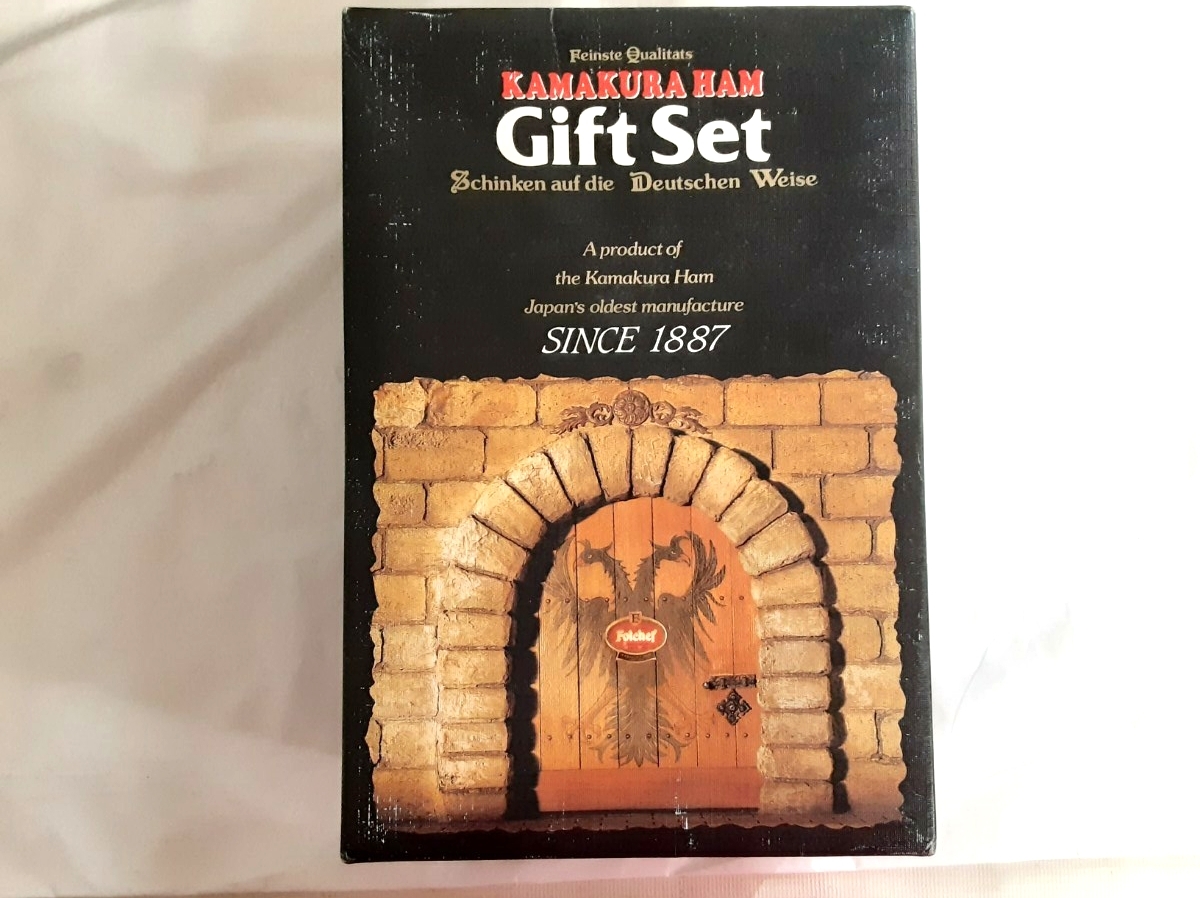 Feinste Qualitats
KAMAKURA HAM
Gift Set
Schinken auf die Deutschen Weise
A product of
the Kamakura Ham
Japan's oldest manufacture
SINCE 1887
F
Folchef